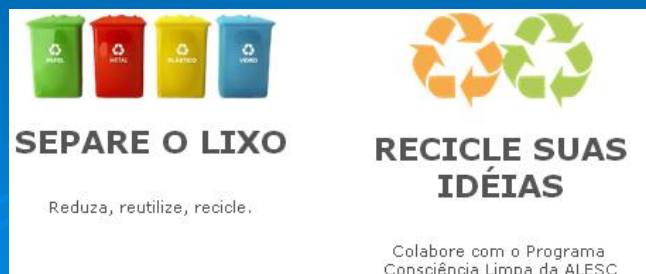 PAPEL
METAL
PLÁSTICO
VIDRO
SEPARE O LIXO
Reduza, reutilize, recicle.
RECICLE SUAS
IDÉIAS
Colabore com o Programa
Consciência Limpa da ALESC